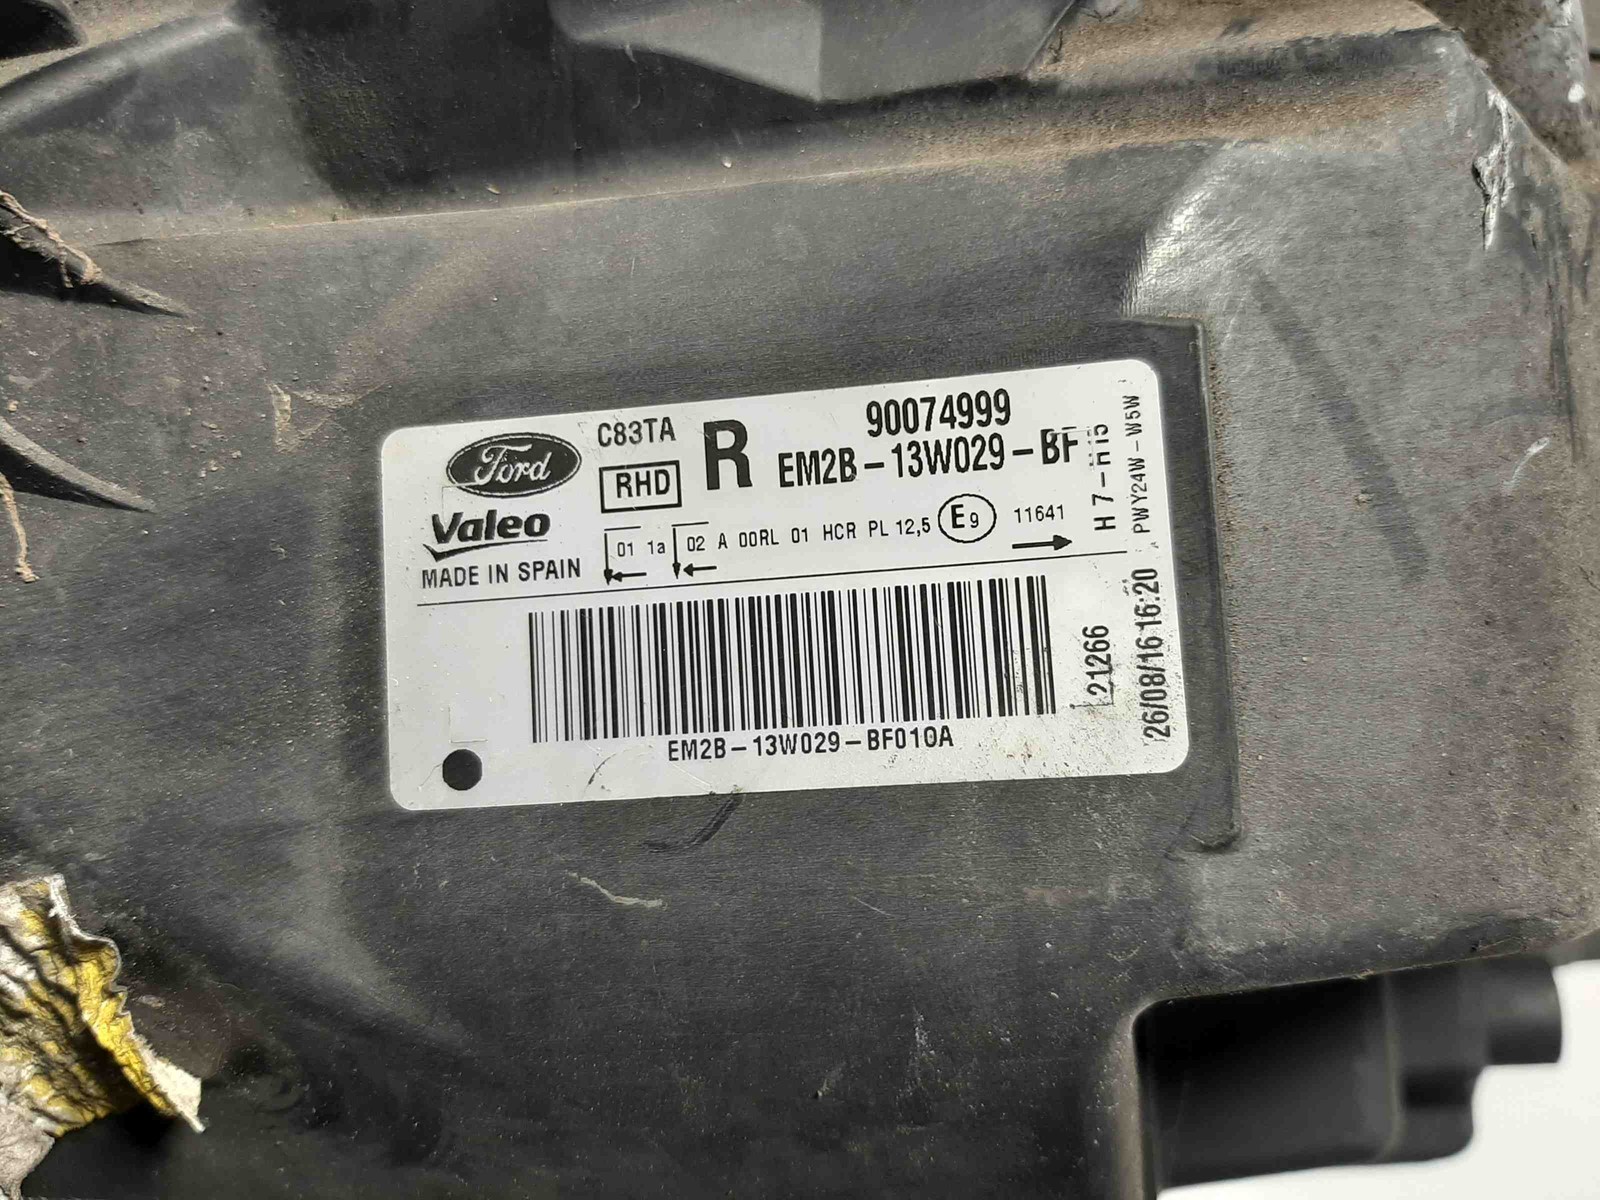 Ford
C83TA
RHD
R
90074999
EM2B-13W029-BF
Valeo
MADE IN SPAIN
01 1a 02 A 00RL 01 HCR PL 12,5 E9 11641
H7-H15
PWY24W-W5W
EM2B-13W029-BF010A
21266
26/08/16 16:20